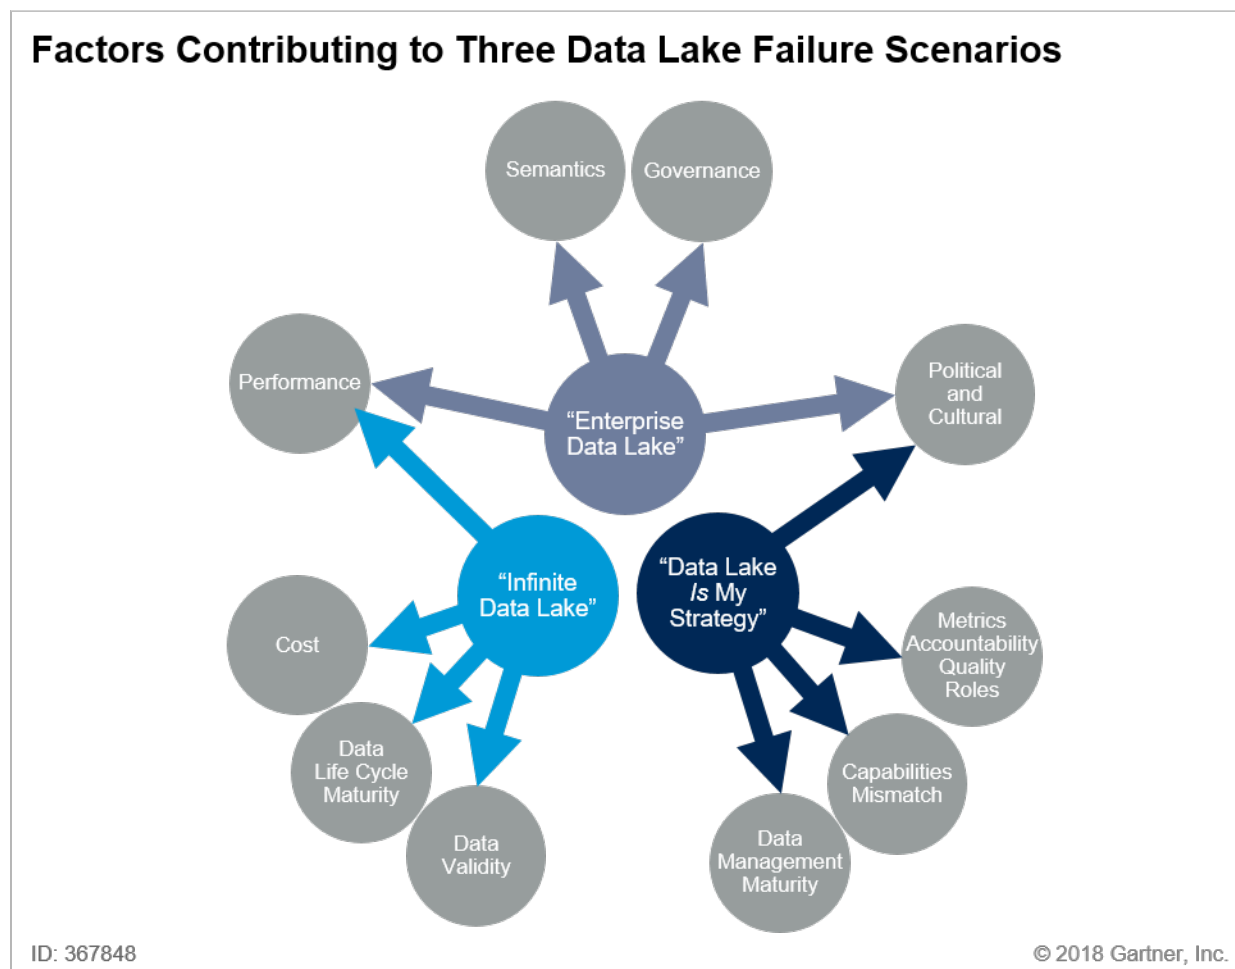 Factors Contributing to Three Data Lake Failure Scenarios
Semantics
Governance
Performance
“Enterprise
Data Lake”
Political
and
Cultural
“Infinite
Data Lake”
“Data Lake
Is My
Strategy”
Cost
Metrics
Accountability
Quality
Roles
Data
Life Cycle
Maturity
Capabilities
Mismatch
Data
Validity
Data
Management
Maturity
ID: 367848
© 2018 Gartner, Inc.